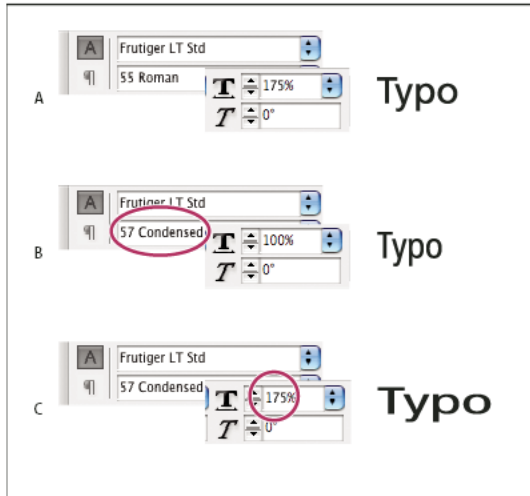 A
Frutiger LT Std
¶
55 Roman
T
175%
T
0°
A
Typo
A
Frutiger LT Std
¶
57 Condensed
T
100%
T
0°
B
Typo
A
Frutiger LT Std
¶
57 Condensed
T
175%
T
0°
C
Typo